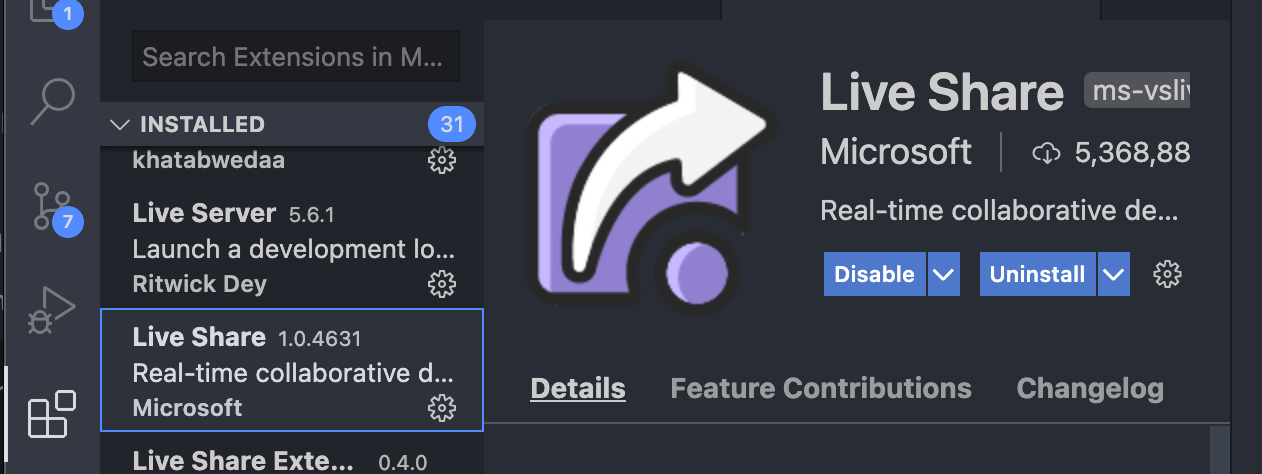 1
Search Extensions in M...
INSTALLED 31
khatabwedaa
7
Live Server 5.6.1
Launch a development lo...
Ritwick Dey
Live Share 1.0.4631
Real-time collaborative d...
Microsoft
Live Share Exte... 0.4.0
Live Share ms-vsliv
Microsoft 5,368,88
Real-time collaborative de...
Disable Uninstall
Details Feature Contributions Changelog